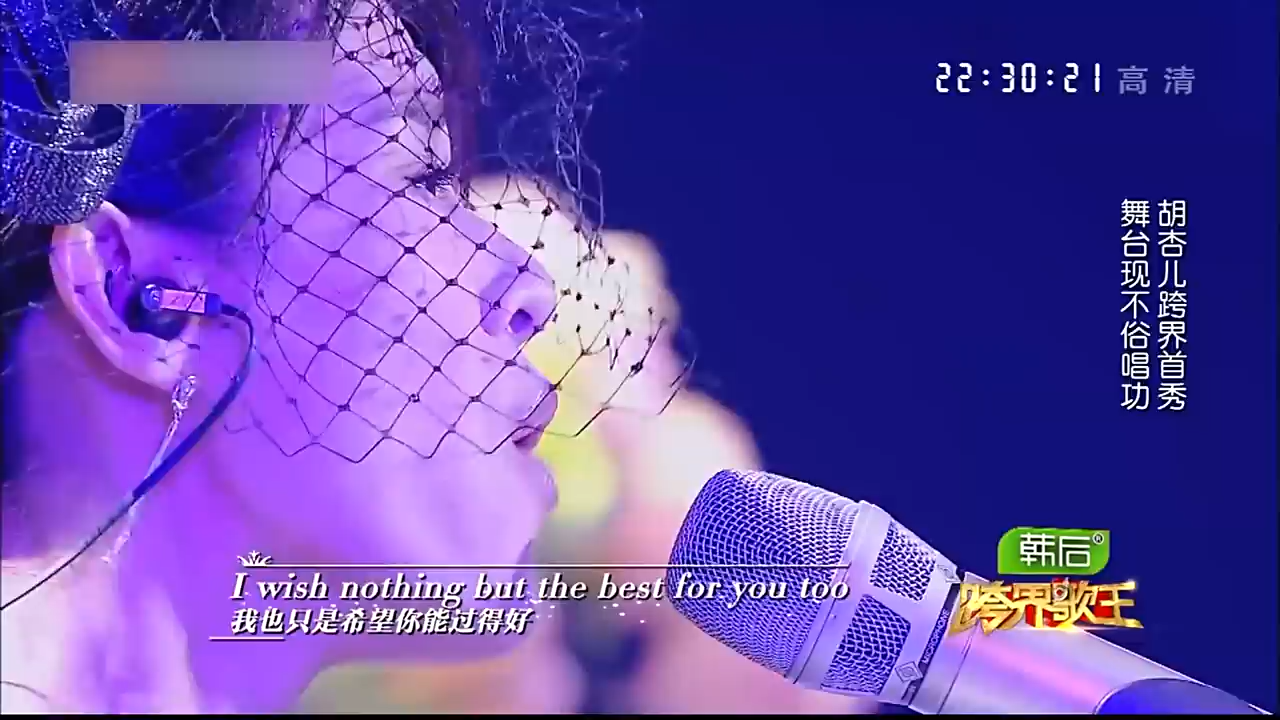 22:30:21 高清
胡杏儿跨界首秀
舞台现不俗唱功
韩后®
跨界歌王
I wish nothing but the best for you too
我也只是希望你能过得好